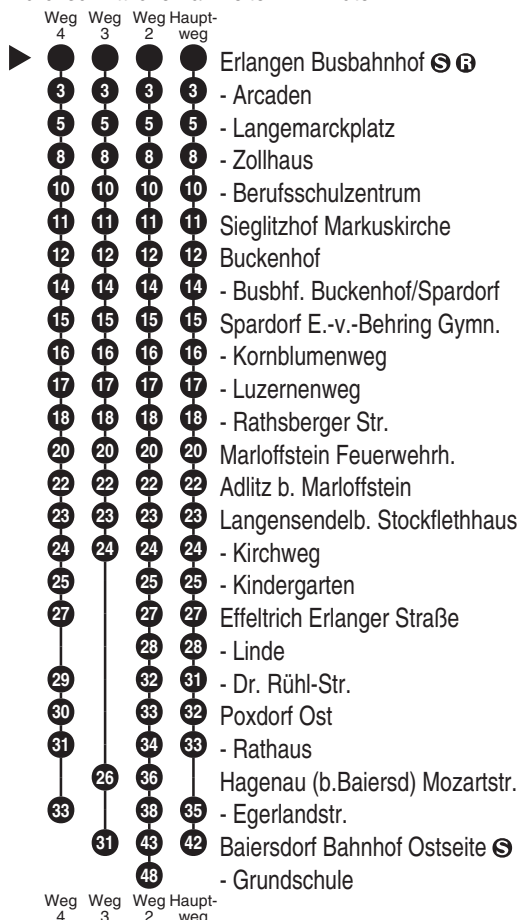 Weg Weg Weg Haupt-
4 3 2 weg
Erlangen Busbahnhof S R
3 3 3 3 - Arcaden
5 5 5 5 - Langemarckplatz
8 8 8 8 - Zollhaus
10 10 10 10 - Berufsschulzentrum
11 11 11 11 Sieglitzhof Markuskirche
12 12 12 12 Buckenhof
14 14 14 14 - Busbhf. Buckenhof/Spardorf
15 15 15 15 Spardorf E.-v.-Behring Gymn.
16 16 16 16 - Kornblumenweg
17 17 17 17 - Luzernenweg
18 18 18 18 - Rathsberger Str.
20 20 20 20 Marloffstein Feuerwehrh.
22 22 22 22 Adlitz b. Marloffstein
23 23 23 23 Langensendelb. Stockflethhaus
24 24 24 24 - Kirchweg
25 25 25 - Kindergarten
27 27 27 Effeltrich Erlanger Straße
28 28 - Linde
29 32 31 - Dr. Rühl-Str.
30 33 32 Poxdorf Ost
31 34 33 - Rathaus
26 36 Hagenau (b.Baiersd) Mozartstr.
33 38 35 - Egerlandstr.
31 43 42 Baiersdorf Bahnhof Ostseite S
48 - Grundschule
Weg Weg Weg Haupt-
4 3 2 weg